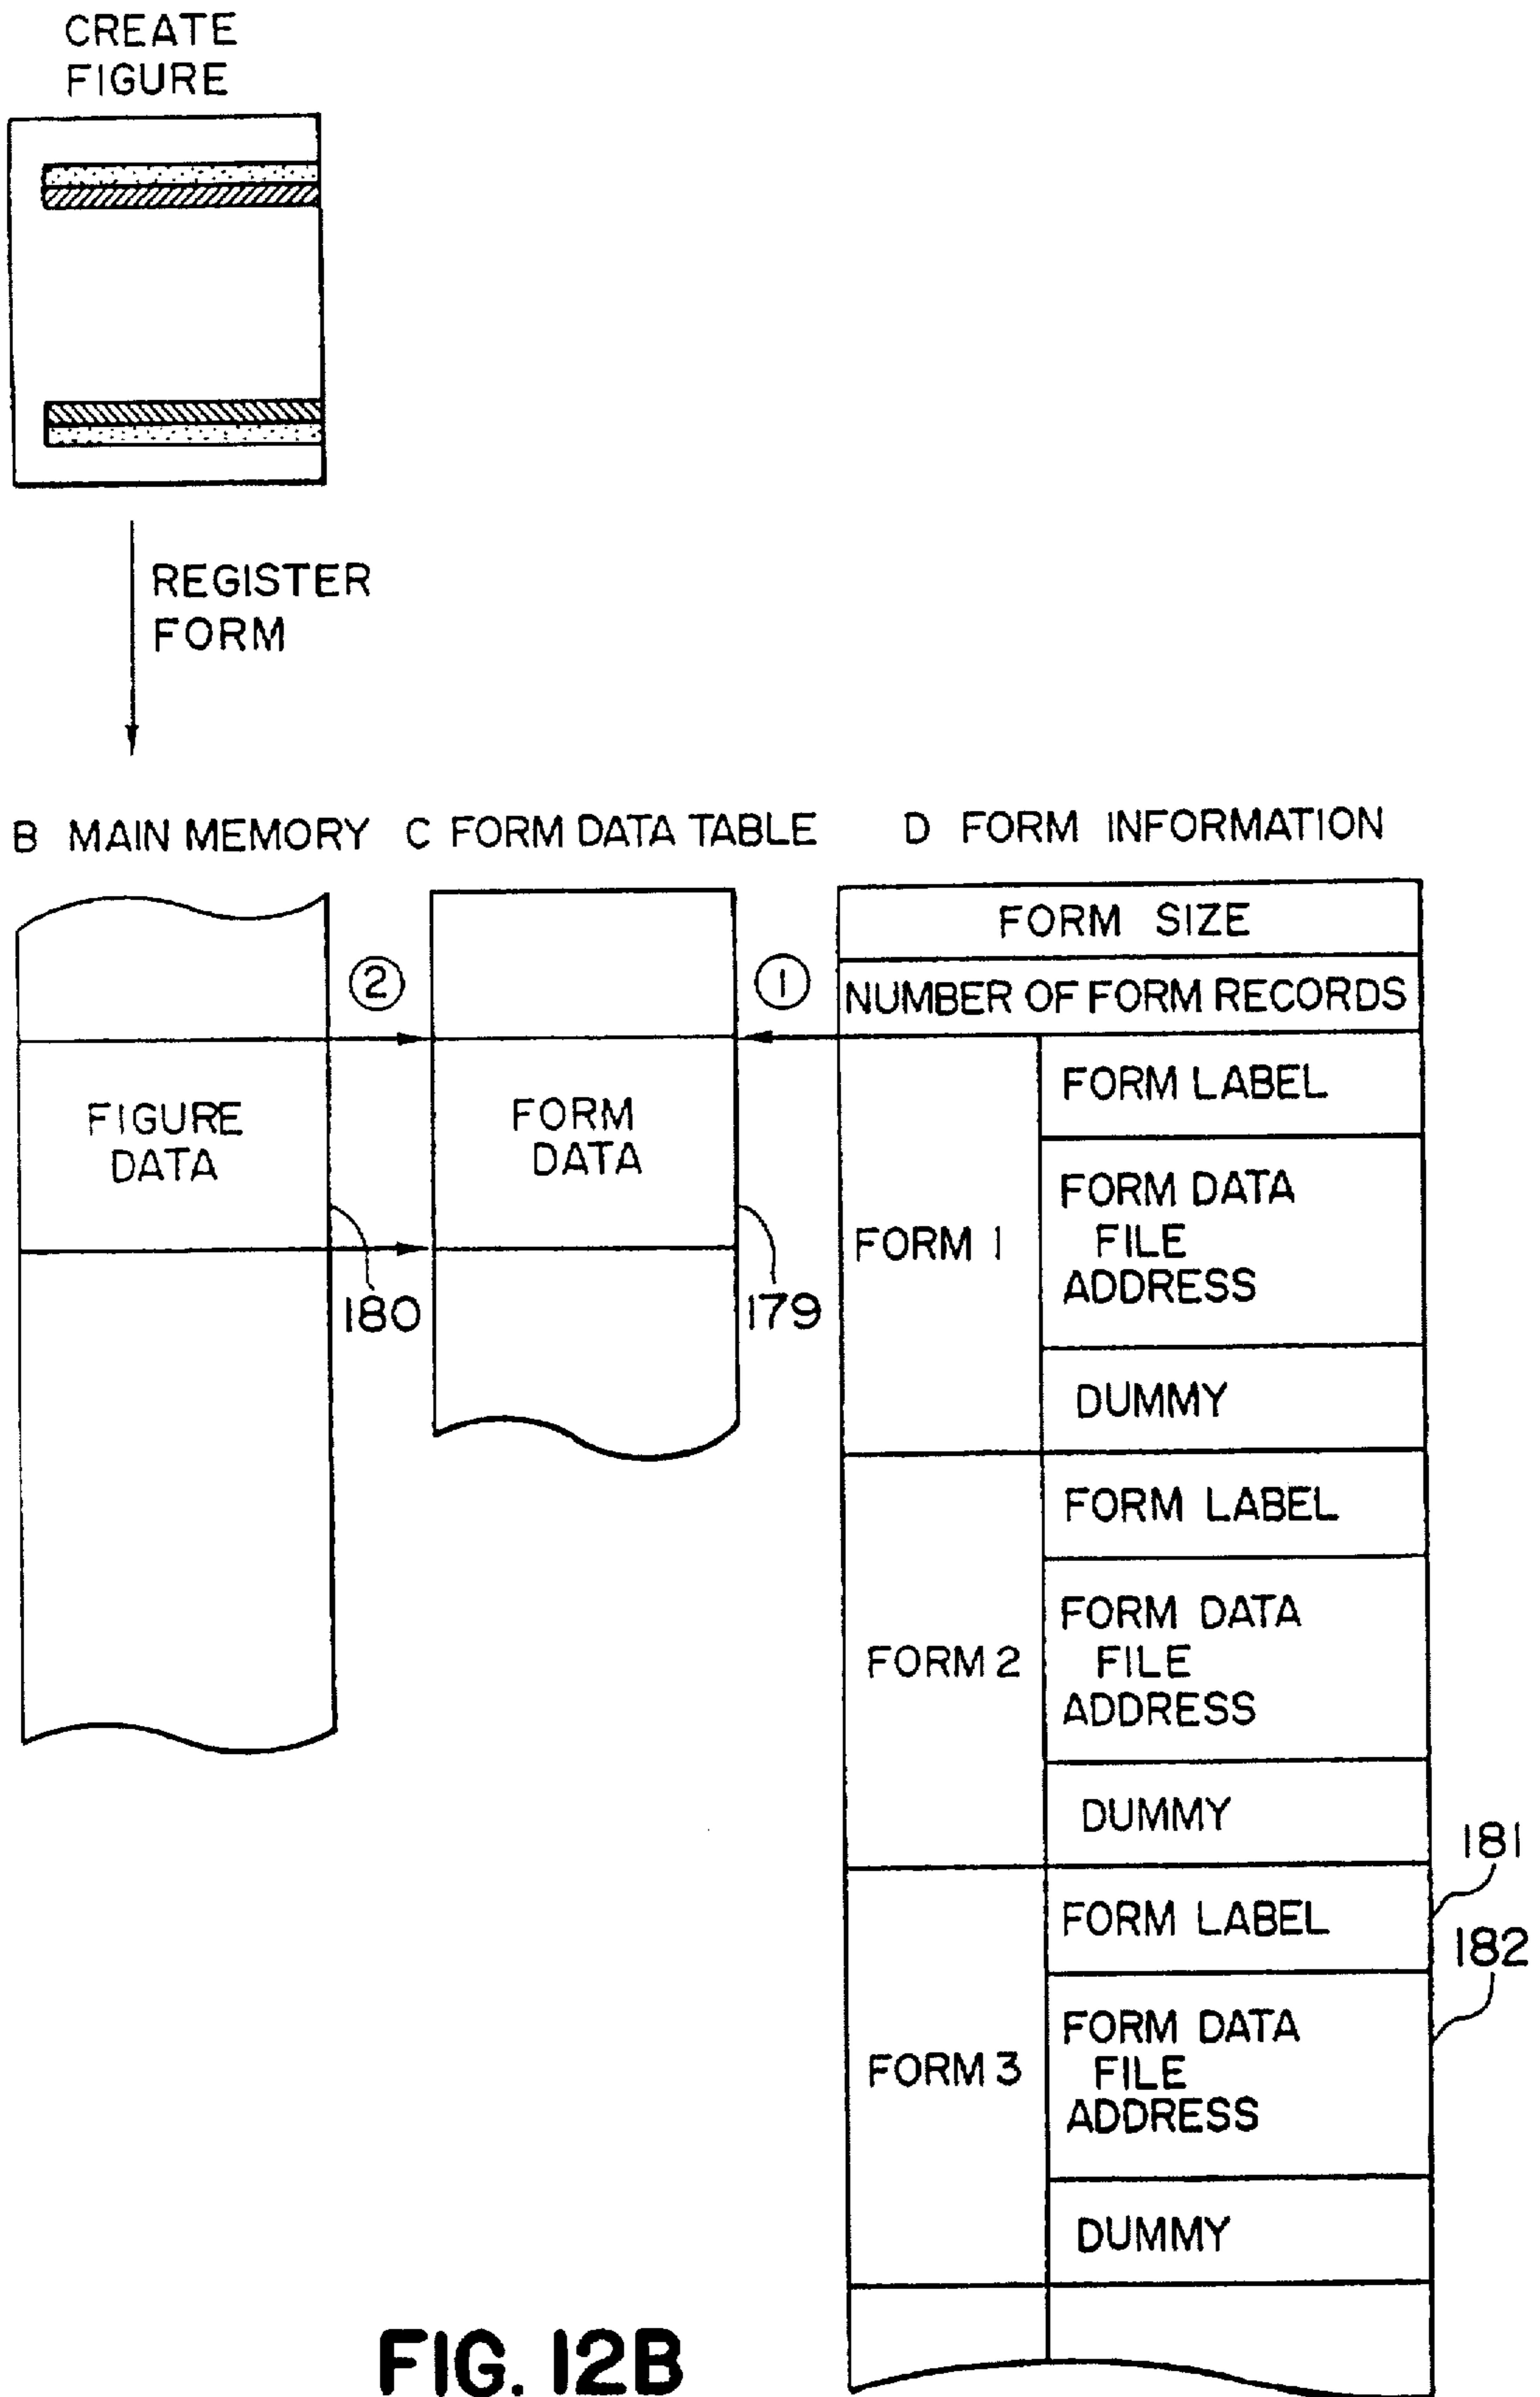 CREATE
FIGURE
REGISTER
FORM
B MAIN MEMORY
C FORM DATA TABLE
D FORM INFORMATION
②
①
FIGURE
DATA
180
FORM
DATA
179
FORM SIZE
NUMBER OF FORM RECORDS
FORM 1
FORM LABEL
FORM DATA
FILE
ADDRESS
DUMMY
FORM 2
FORM LABEL
FORM DATA
FILE
ADDRESS
DUMMY
FORM 3
FORM LABEL
181
FORM DATA
FILE
ADDRESS
182
DUMMY
FIG. 12B